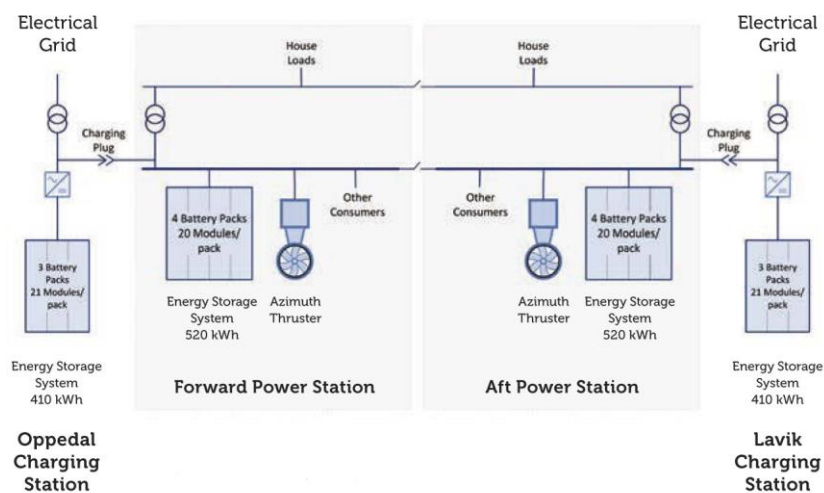 Electrical
Grid
House
Loads
House
Loads
Electrical
Grid
Charging
Plug
Charging
Plug
4 Battery Packs
20 Modules/
pack
Other
Consumers
Other
Consumers
4 Battery Packs
20 Modules/
pack
3 Battery
Packs
21 Modules/
pack
3 Battery
Packs
21 Modules/
pack
Energy Storage
System
520 kWh
Azimuth
Thruster
Azimuth
Thruster
Energy Storage
System
520 kWh
Energy Storage
System
410 kWh
Forward Power Station
Aft Power Station
Energy Storage
System
410 kWh
Oppedal
Charging
Station
Lavik
Charging
Station